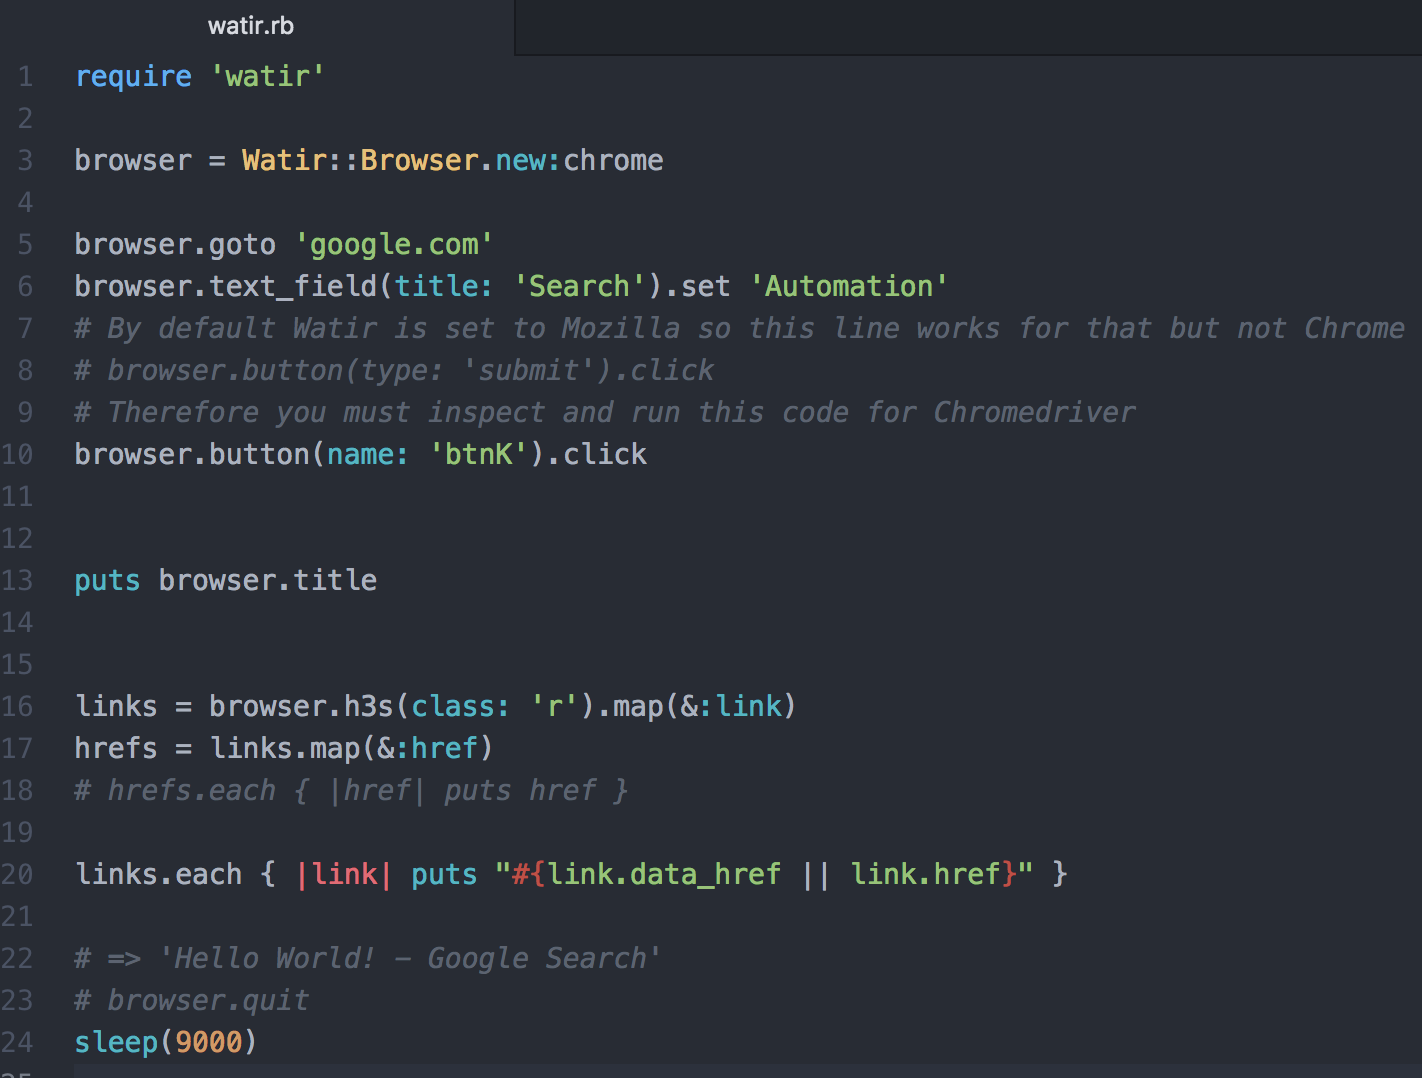 watir.rb
1 require 'watir'
2
3 browser = Watir::Browser.new:chrome
4
5 browser.goto 'google.com'
6 browser.text_field(title: 'Search').set 'Automation'
7 # By default Watir is set to Mozilla so this line works for that but not Chrome
8 # browser.button(type: 'submit').click
9 # Therefore you must inspect and run this code for Chromedriver
10 browser.button(name: 'btnK').click
11
12
13 puts browser.title
14
15
16 links = browser.h3s(class: 'r').map(&:link)
17 hrefs = links.map(&:href)
18 # hrefs.each { |href| puts href }
19
20 links.each { |link| puts "#{link.data_href || link.href}" }
21
22 # => 'Hello World! – Google Search'
23 # browser.quit
24 sleep(9000)
25